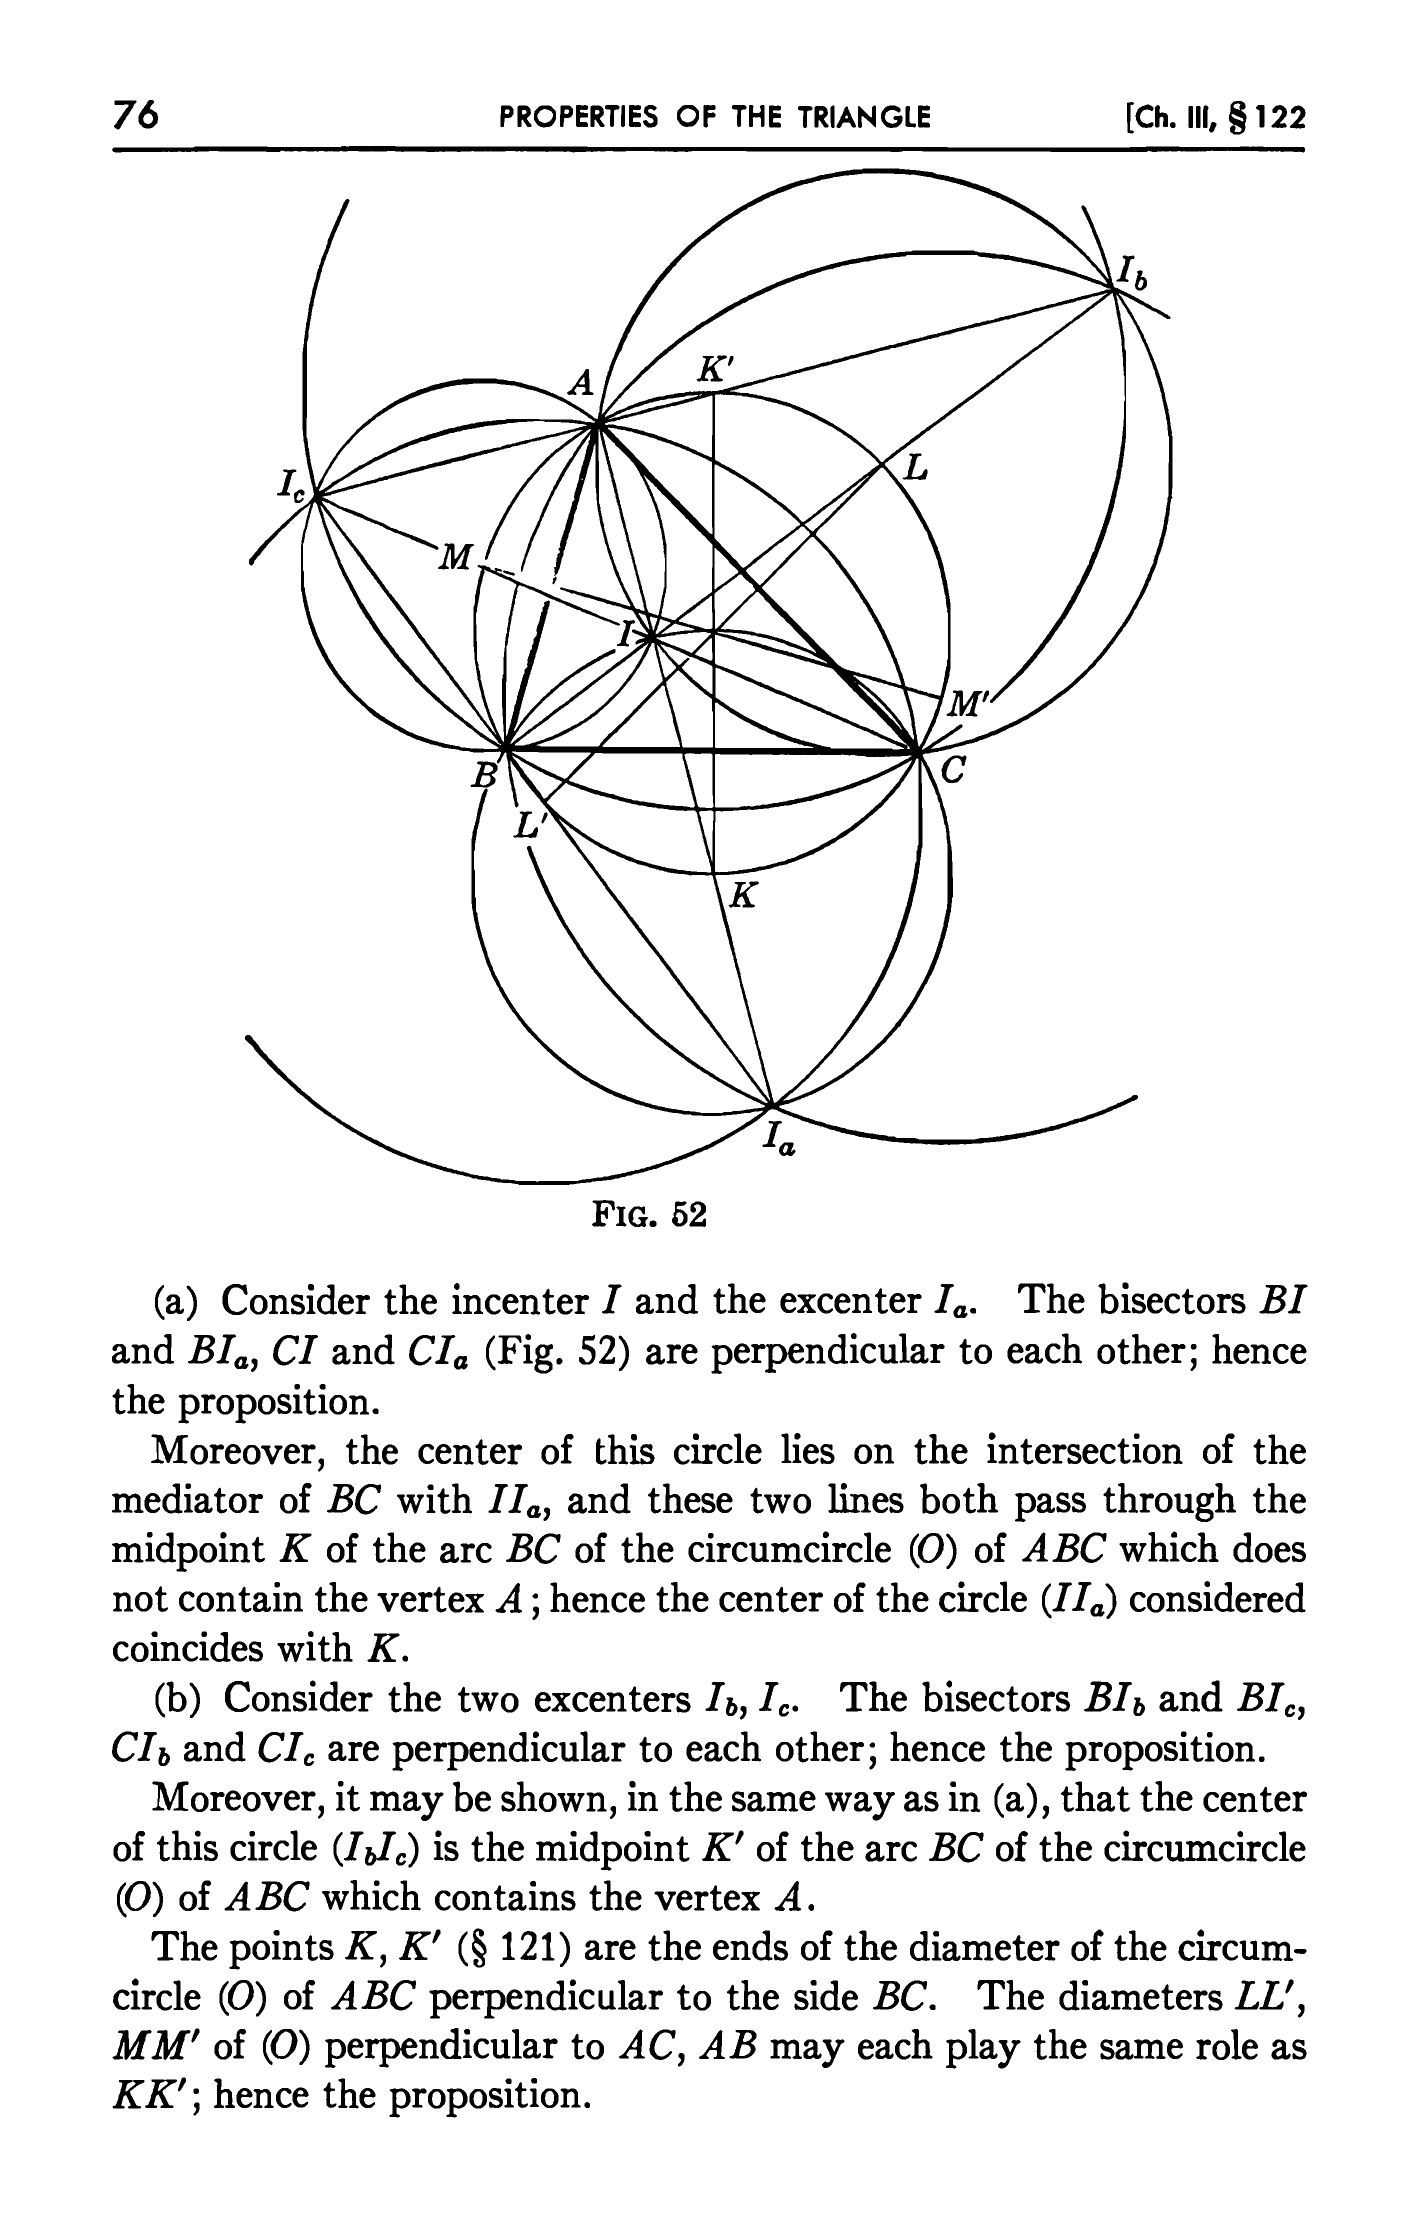 76 PROPERTIES OF THE TRIANGLE [Ch. III, § 122
I_b
K'
A
L
I_c
M
I
M'
B
C
L'
K
I_a
FIG. 52
(a) Consider the incenter I and the excenter I_a. The bisectors BI
and BI_a, CI and CI_a (Fig. 52) are perpendicular to each other; hence
the proposition.
Moreover, the center of this circle lies on the intersection of the
mediator of BC with II_a, and these two lines both pass through the
midpoint K of the arc BC of the circumcircle (O) of ABC which does
not contain the vertex A; hence the center of the circle (II_a) considered
coincides with K.
(b) Consider the two excenters I_b, I_c. The bisectors BI_b and BI_c,
CI_b and CI_c are perpendicular to each other; hence the proposition.
Moreover, it may be shown, in the same way as in (a), that the center
of this circle (I_bI_c) is the midpoint K' of the arc BC of the circumcircle
(O) of ABC which contains the vertex A.
The points K, K' (§ 121) are the ends of the diameter of the circum-
circle (O) of ABC perpendicular to the side BC. The diameters LL',
MM' of (O) perpendicular to AC, AB may each play the same role as
KK'; hence the proposition.